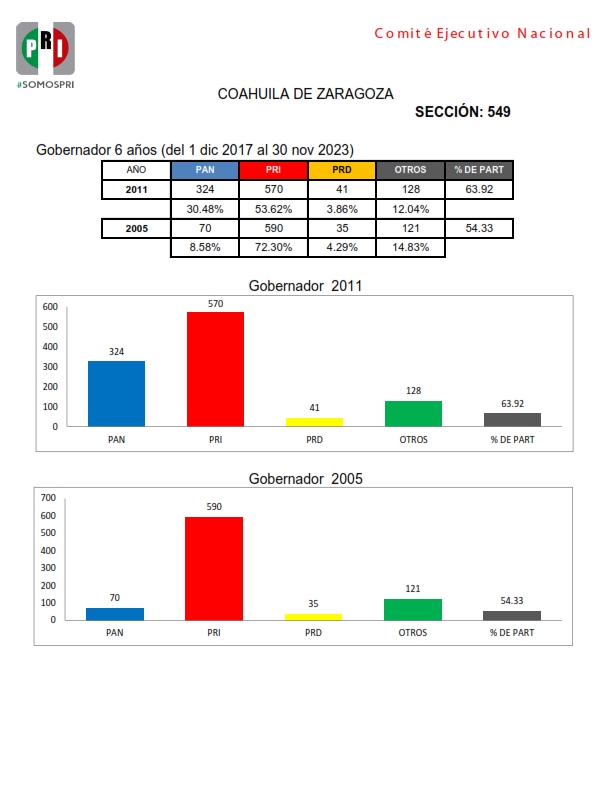 PRI
#SOMOSPRI
Comité Ejecutivo Nacional
COAHUILA DE ZARAGOZA
SECCIÓN: 549
Gobernador 6 años (del 1 dic 2017 al 30 nov 2023)
AÑO PAN PRI PRD OTROS % DE PART
2011 324 570 41 128 63.92
30.48% 53.62% 3.86% 12.04%
2005 70 590 35 121 54.33
8.58% 72.30% 4.29% 14.83%
Gobernador 2011
600
500
400
300
200
100
0
324 570 41 128 63.92
PAN PRI PRD OTROS % DE PART
Gobernador 2005
700
600
500
400
300
200
100
0
70 590 35 121 54.33
PAN PRI PRD OTROS % DE PART